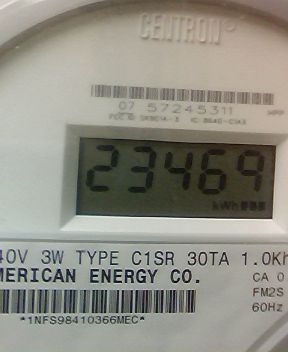 CENTRON
07 57245311
23469
kWh
40V 3W TYPE C1SR 30TA 1.0Kh
MERICAN ENERGY CO.
CA 0
FM2S
60Hz
*1NFS98410366MEC*